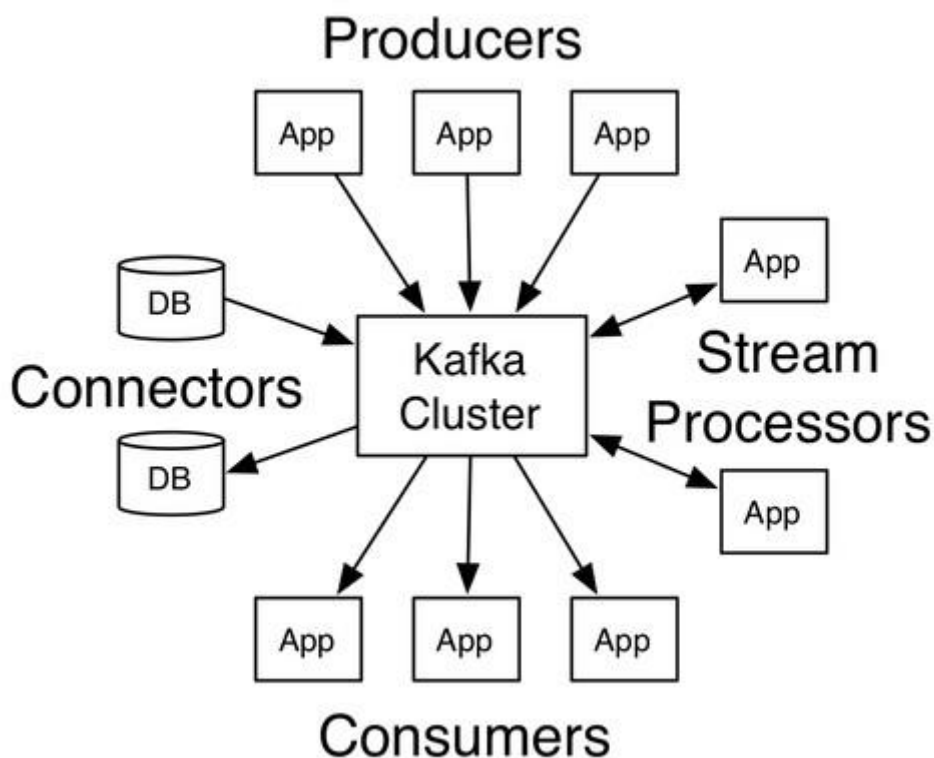 Producers
App
App
App
App
DB
Stream
Processors
Kafka
Cluster
Connectors
DB
App
App
App
App
Consumers